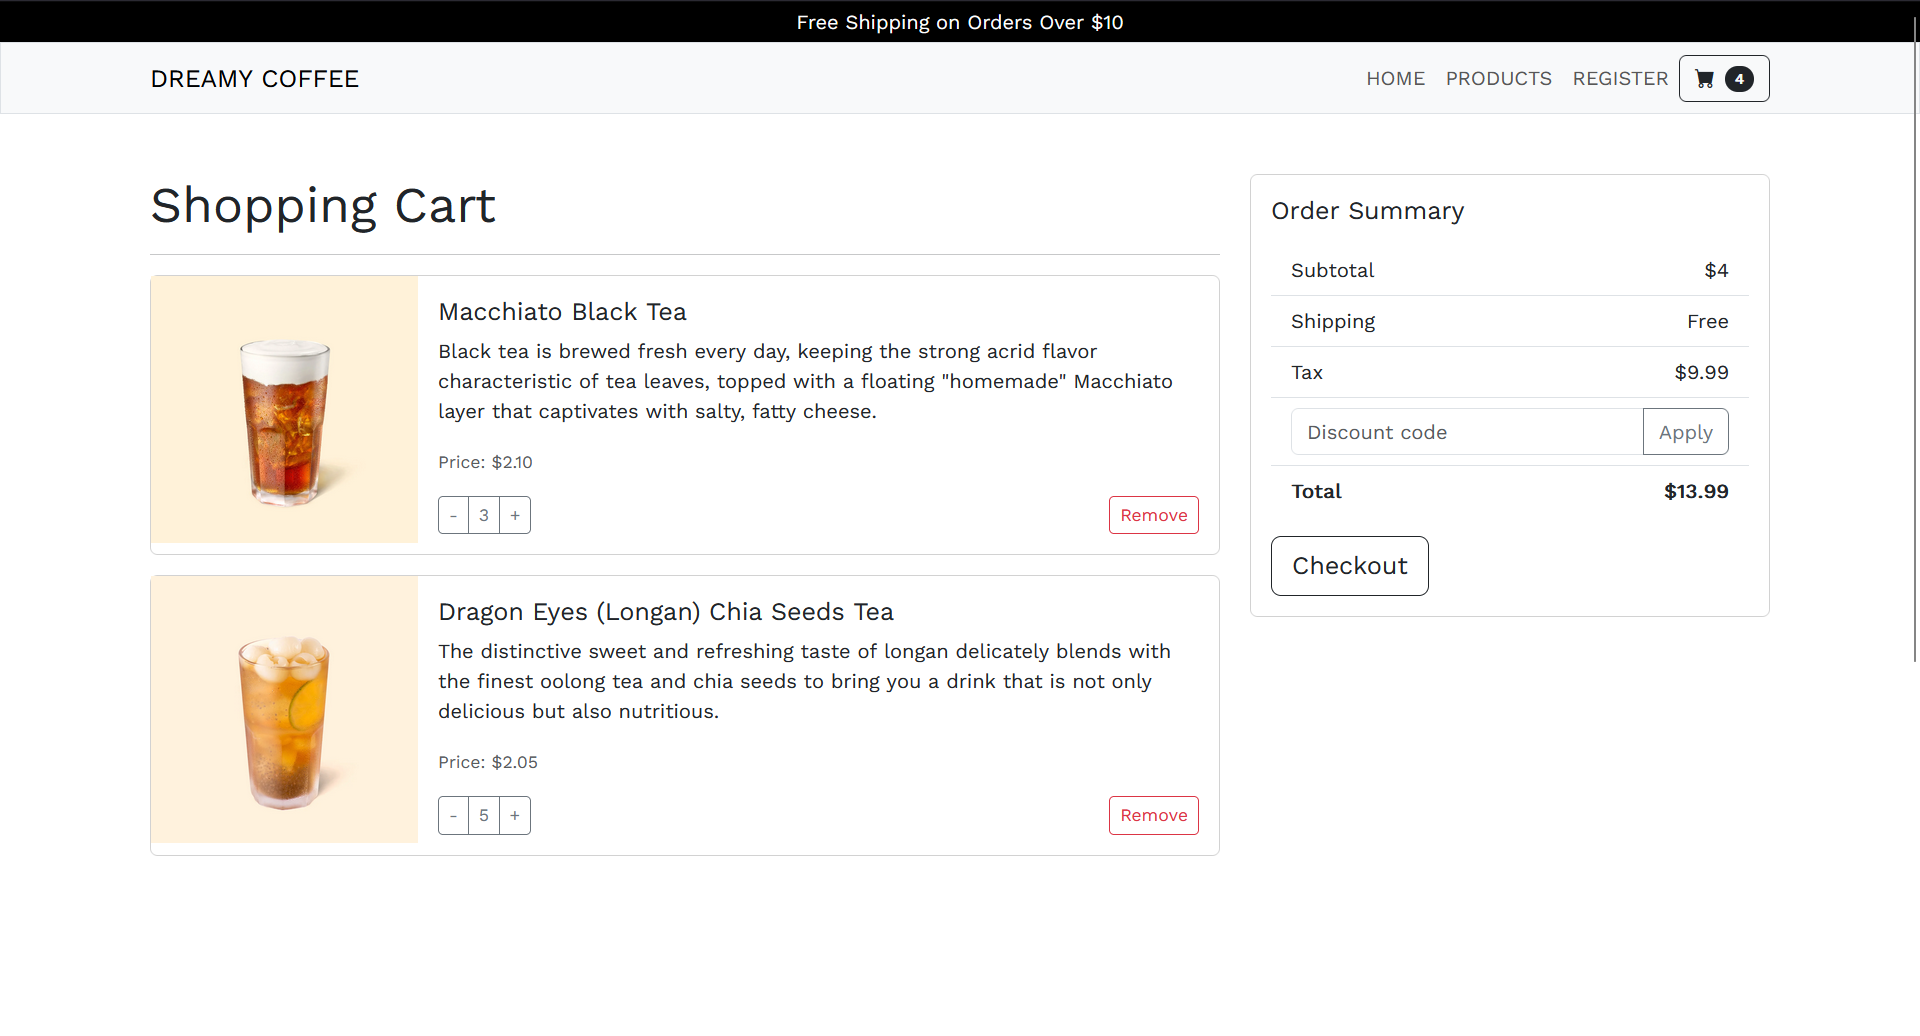 Free Shipping on Orders Over $10
DREAMY COFFEE
HOME PRODUCTS REGISTER 4
Shopping Cart
Macchiato Black Tea
Black tea is brewed fresh every day, keeping the strong acrid flavor
characteristic of tea leaves, topped with a floating "homemade" Macchiato
layer that captivates with salty, fatty cheese.
Price: $2.10
- 3 +
Remove
Dragon Eyes (Longan) Chia Seeds Tea
The distinctive sweet and refreshing taste of longan delicately blends with
the finest oolong tea and chia seeds to bring you a drink that is not only
delicious but also nutritious.
Price: $2.05
- 5 +
Remove
Order Summary
Subtotal $4
Shipping Free
Tax $9.99
Discount code Apply
Total $13.99
Checkout